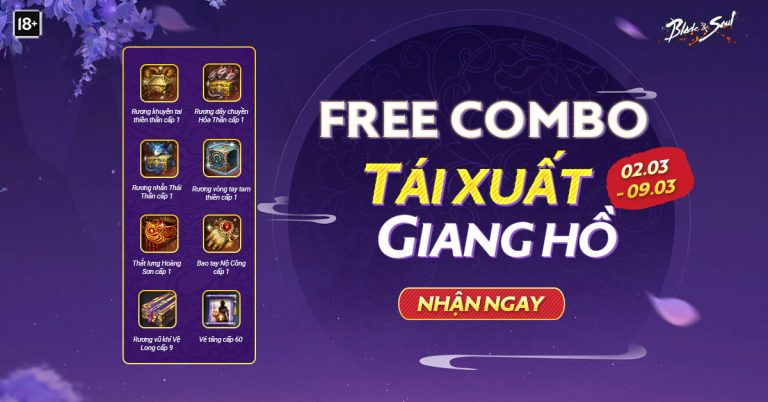 18+
Blade & Soul
Rương khuyên tai
thiên thần cấp 1
Rương dây chuyền
Hỏa Thần cấp 1
Rương nhẫn Thái
Thần cấp 1
Rương vòng tay tam
thiên cấp 1
Thắt lưng Hoàng
Sơn cấp 1
Bao tay Nộ Công
cấp 1
Rương vũ khí Vệ
Long cấp 9
Vé tăng cấp 60
FREE COMBO
TÁI XUẤT
GIANG HỒ
02.03
- 09.03
NHẬN NGAY